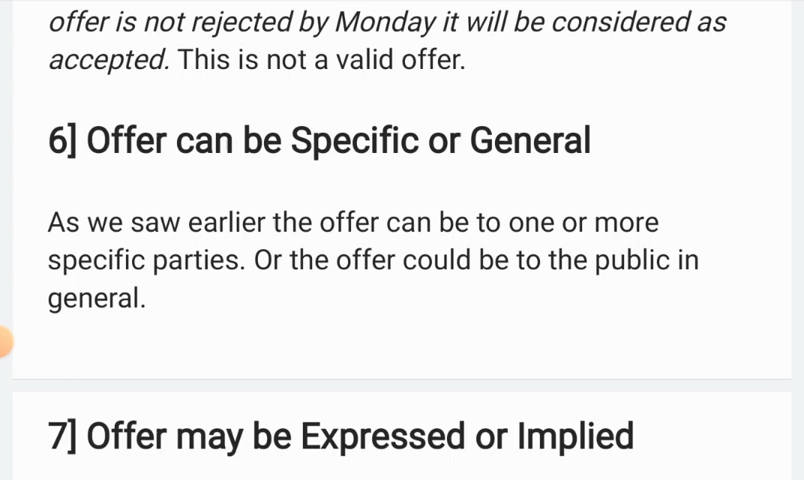 offer is not rejected by Monday it will be considered as
accepted. This is not a valid offer.
6] Offer can be Specific or General
As we saw earlier the offer can be to one or more
specific parties. Or the offer could be to the public in
general.
7] Offer may be Expressed or Implied